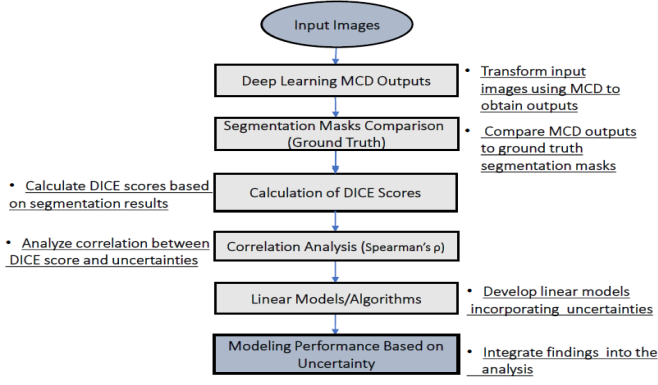 Input Images
Deep Learning MCD Outputs
• Transform input
images using MCD to
obtain outputs
Segmentation Masks Comparison
(Ground Truth)
• Compare MCD outputs
to ground truth
segmentation masks
• Calculate DICE scores based
on segmentation results
Calculation of DICE Scores
• Analyze correlation between
DICE score and uncertainties
Correlation Analysis (Spearman's ρ)
Linear Models/Algorithms
• Develop linear models
incorporating uncertainties
Modeling Performance Based on
Uncertainty
• Integrate findings into the
analysis